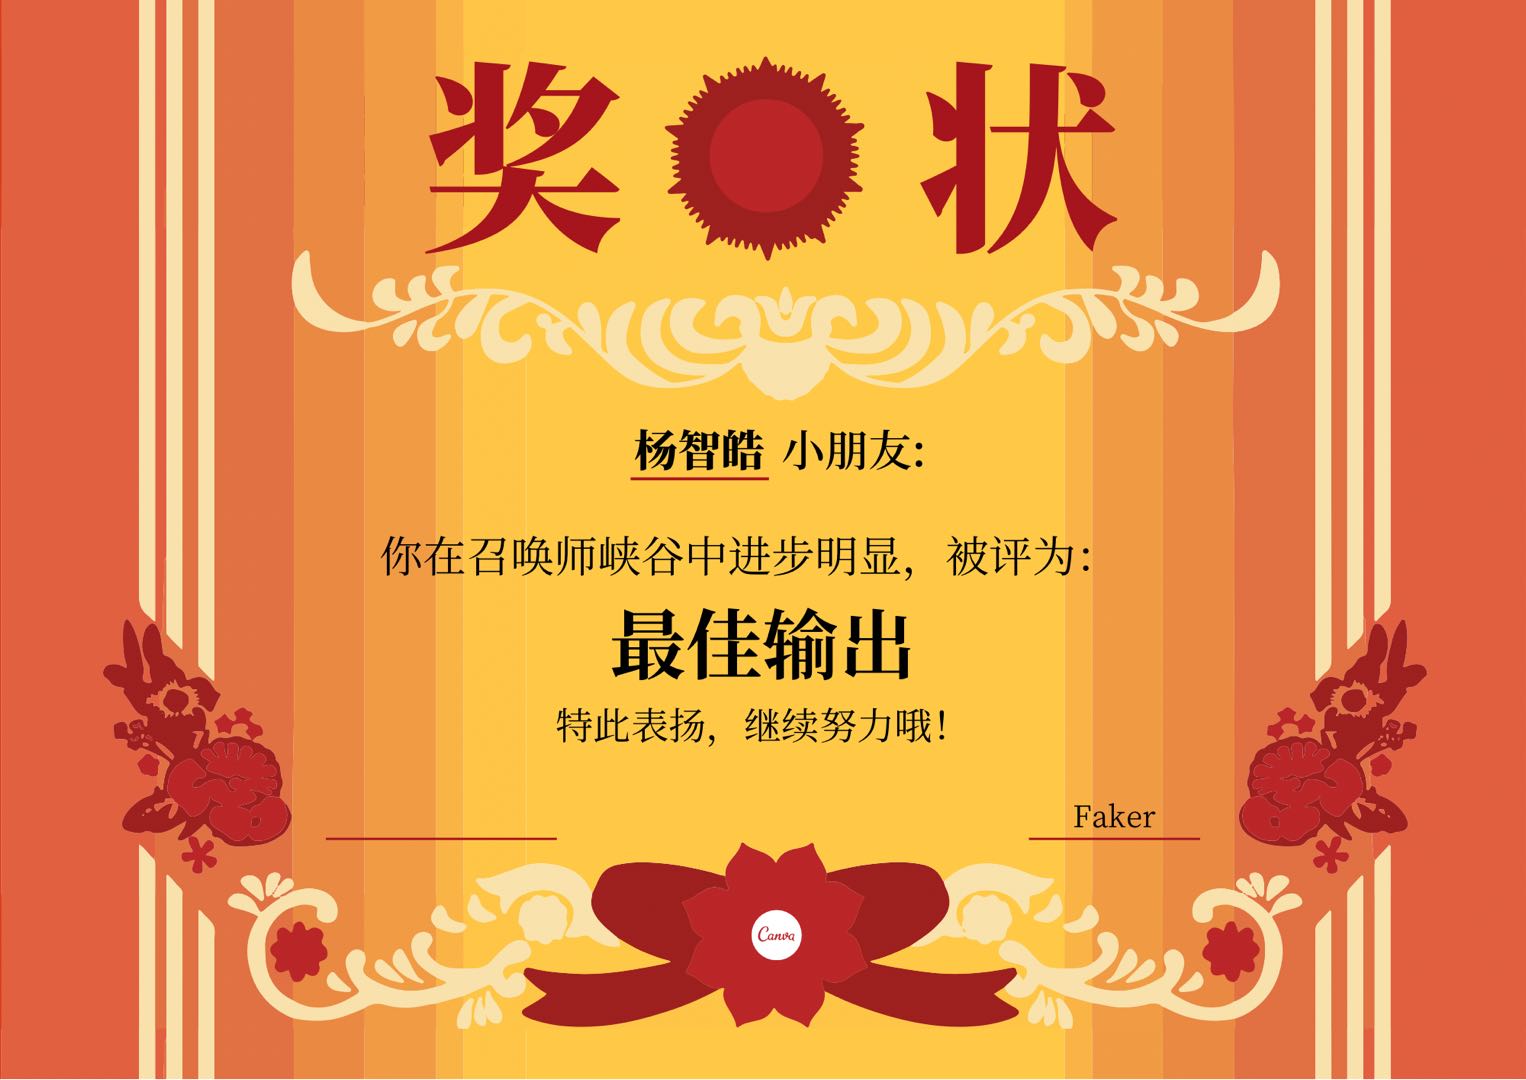 奖 状
杨智皓 小朋友:
你在召唤师峡谷中进步明显，被评为:
最佳输出
特此表扬，继续努力哦!
Faker
Canva